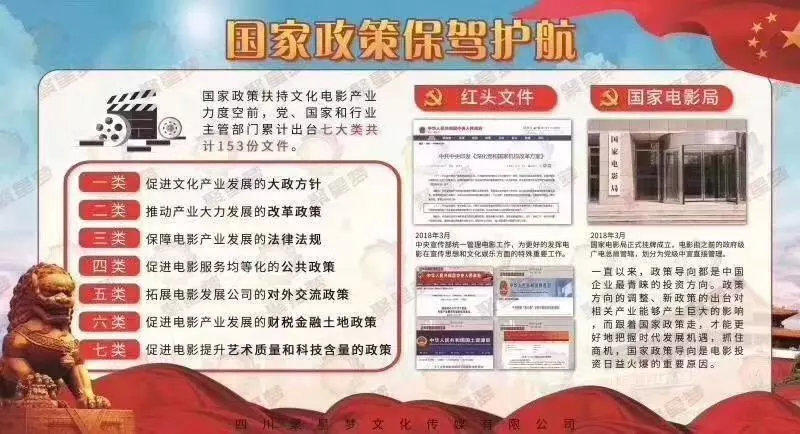 国家政策保驾护航
国家政策扶持文化电影产业
力度空前，党、国家和行业
主管部门累计出台七大类共
计153份文件。
一类 促进文化产业发展的大政方针
二类 推动产业大力发展的改革政策
三类 保障电影产业发展的法律法规
四类 促进电影服务均等化的公共政策
五类 拓展电影发展公司的对外交流政策
六类 促进电影产业发展的财税金融土地政策
七类 促进电影提升艺术质量和科技含量的政策
红头文件
中共中央印发《深化党和国家机构改革方案》
2018年3月
中央宣传部统一管理电影工作，为更好的发挥电
影在宣传思想和文化娱乐方面的特殊重要工作。
国家电影局
国家电影局
2018年3月
国家电影局正式挂牌成立，电影由之前的政府级
广电总局管辖，划分为党级中宣直接管理。
一直以来，政策导向都是中国
企业最青睐的投资方向。政策
方向的调整、新政策的出台对
相关产业能够产生巨大的影响
，而跟着国家政策走，才能更
好地把握时代发展机遇，抓住
商机，国家政策导向是电影投
资日益火爆的重要原因。
四川聚星梦文化传媒有限公司